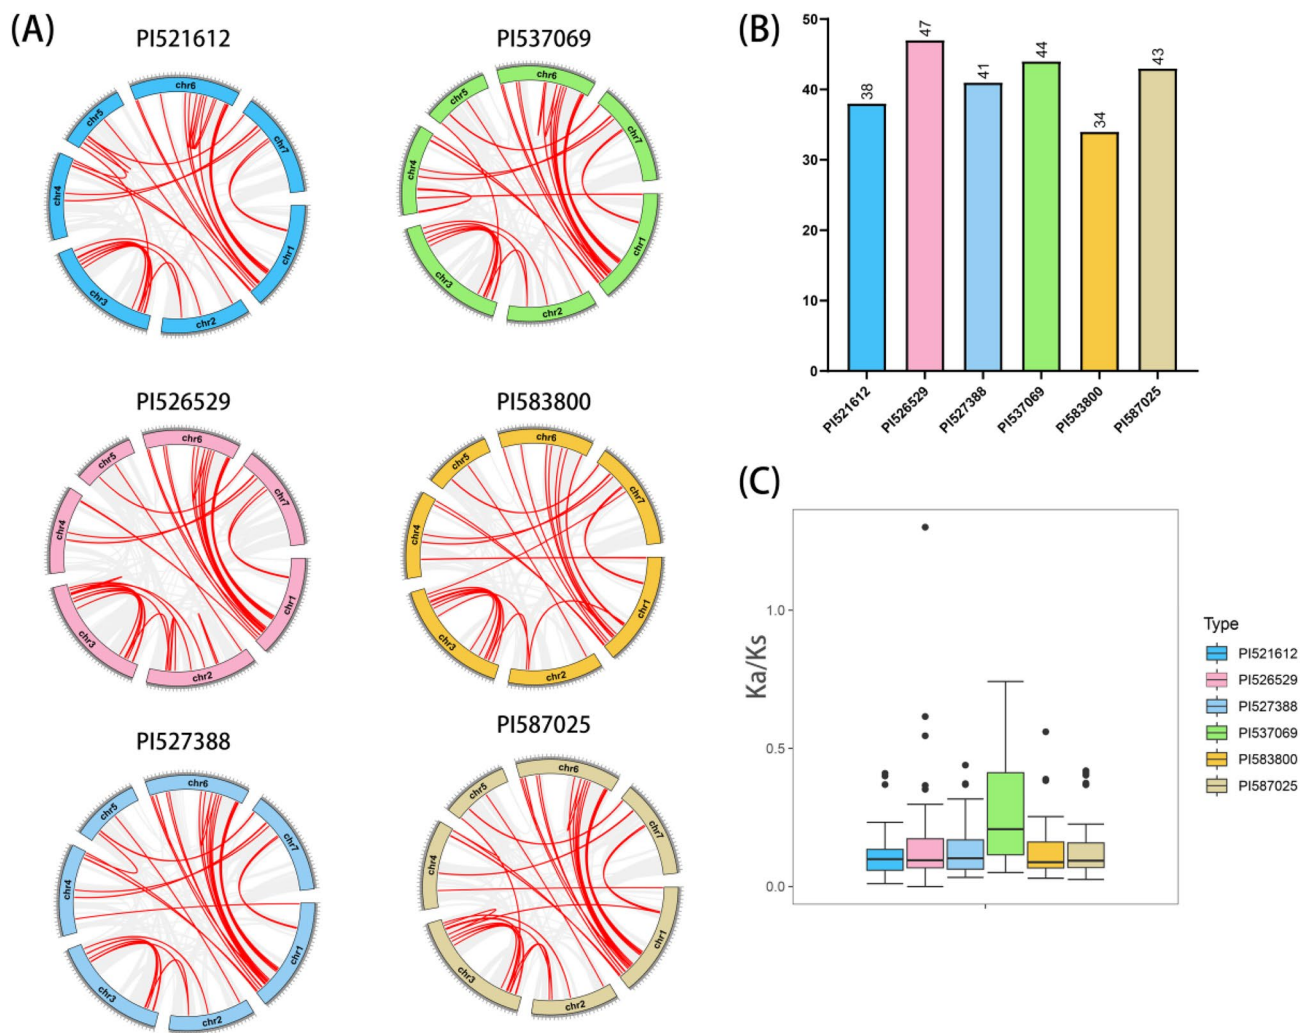 (A)
PI521612
chr6
chr7
chr1
chr2
chr3
chr4
chr5
PI537069
chr6
chr7
chr1
chr2
chr3
chr4
chr5
PI526529
chr6
chr7
chr1
chr2
chr3
chr4
chr5
PI583800
chr6
chr7
chr1
chr2
chr3
chr4
chr5
PI527388
chr6
chr7
chr1
chr2
chr3
chr4
chr5
PI587025
chr6
chr7
chr1
chr2
chr3
chr4
chr5
(B)
50
40
30
20
10
0
38
47
41
44
34
43
PI521612
PI526529
PI527388
PI537069
PI583800
PI587025
(C)
Ka/Ks
1.0
0.5
0.0
Type
PI521612
PI526529
PI527388
PI537069
PI583800
PI587025